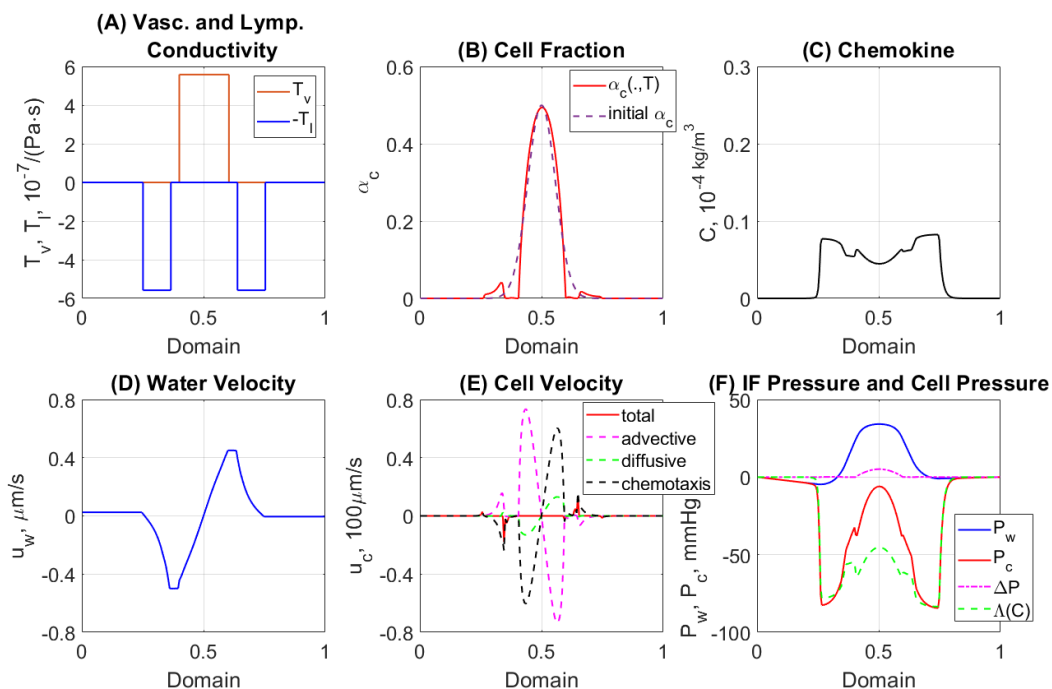 (A) Vasc. and Lymp.
Conductivity
6
4
2
0
-2
-4
-6
T_v, T_l, 10^-7/(Pa·s)
T_v
-T_l
0
0.5
1
Domain
(B) Cell Fraction
0.6
0.4
0.2
0
α_c
α_c(.,T)
initial α_c
0
0.5
1
Domain
(C) Chemokine
0.3
0.2
0.1
0
C, 10^-4 kg/m^3
0
0.5
1
Domain
(D) Water Velocity
0.8
0.4
0
-0.4
-0.8
u_w, μm/s
0
0.5
1
Domain
(E) Cell Velocity
0.8
0.4
0
-0.4
-0.8
u_c, 100μm/s
total
advective
diffusive
chemotaxis
0
0.5
1
Domain
(F) IF Pressure and Cell Pressure
50
0
-50
-100
P_w, P_c, mmHg
P_w
P_c
ΔP
Λ(C)
0
0.5
1
Domain